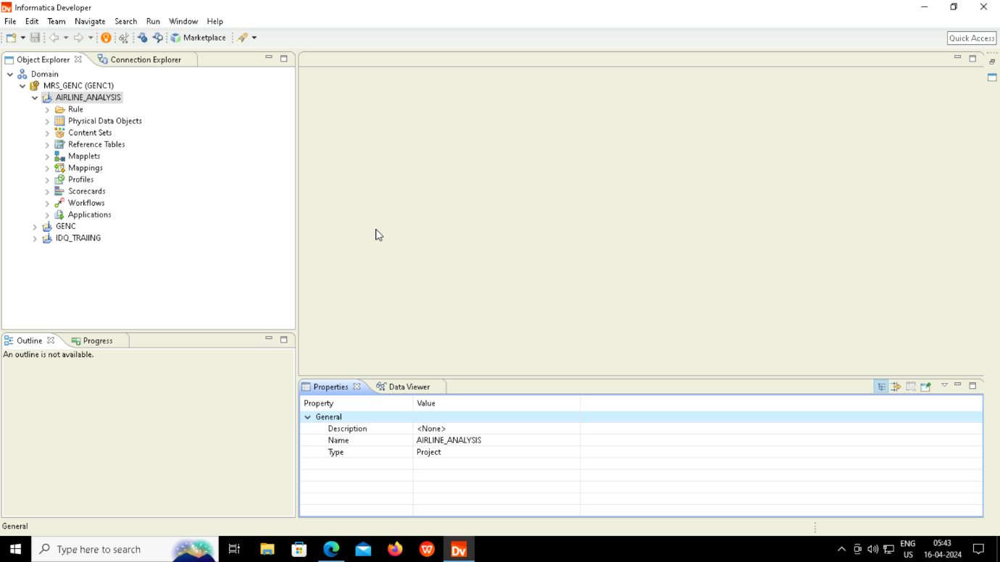 Dv Informatica Developer
File Edit Team Navigate Search Run Window Help
Marketplace
Quick Access
Object Explorer
Connection Explorer
Domain
MRS_GENC (GENC1)
AIRLINE_ANALYSIS
Rule
Physical Data Objects
Content Sets
Reference Tables
Mapplets
Mappings
Profiles
Scorecards
Workflows
Applications
GENC
IDQ_TRAIING
Outline
Progress
An outline is not available.
Properties
Data Viewer
Property Value
General
Description <None>
Name AIRLINE_ANALYSIS
Type Project
General
Type here to search
W
Dv
ENG
US
05:43
16-04-2024